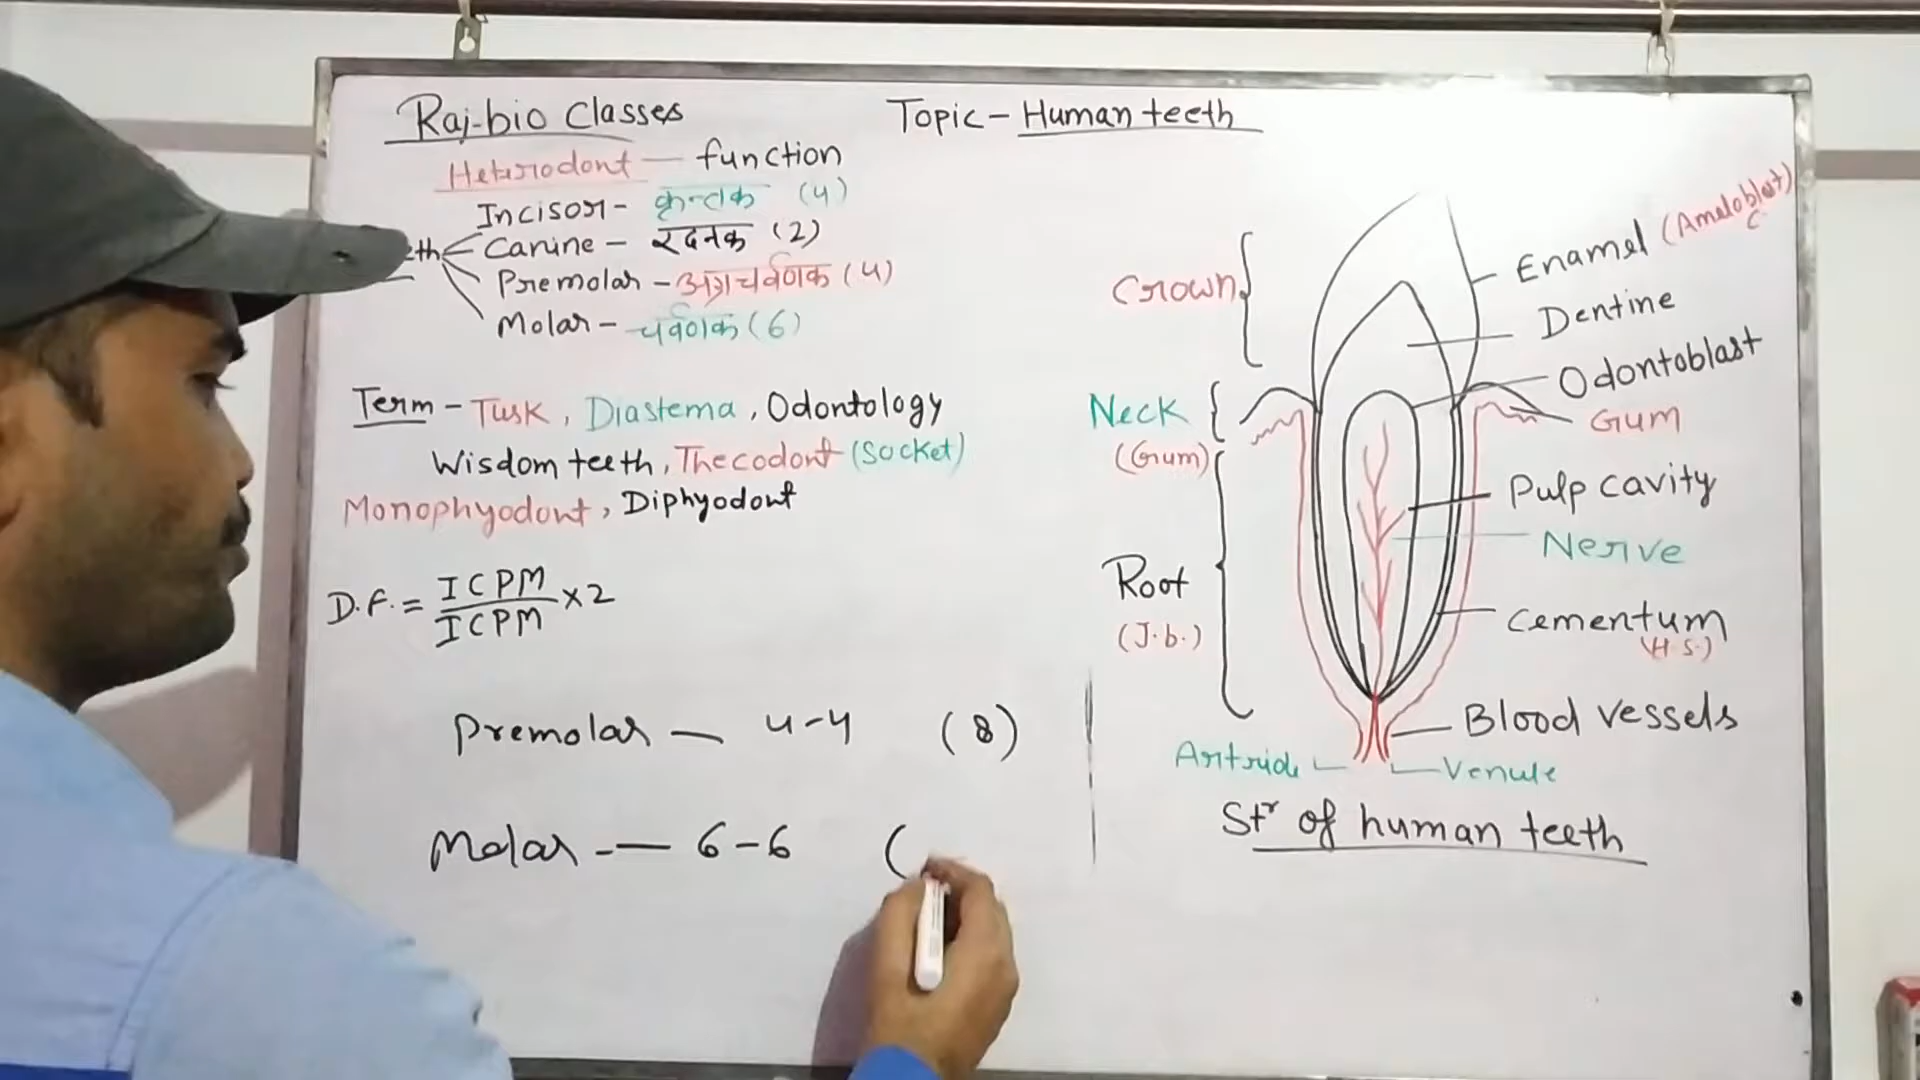 Raj-bio Classes
Topic - Human teeth
Heterodont — function
Incisor - कृन्तक (4)
eth
Canine - रदनक (2)
Premolar - अग्रचर्वणक (4)
Molar - चर्वणक (6)
Term - Tusk, Diastema, Odontology
Wisdom teeth, Thecodont (Socket)
Monophyodont, Diphyodont
D.F. = ICPM / ICPM × 2
Premolar — 4-4 (8)
Molar — 6-6 (
Crown
Neck
(Gum)
Root
(J.b.)
Enamel (Ameloblast)
C
Dentine
Odontoblast
Gum
Pulp cavity
Nerve
Cementum
(H.S.)
Blood vessels
Venule
Str of human teeth